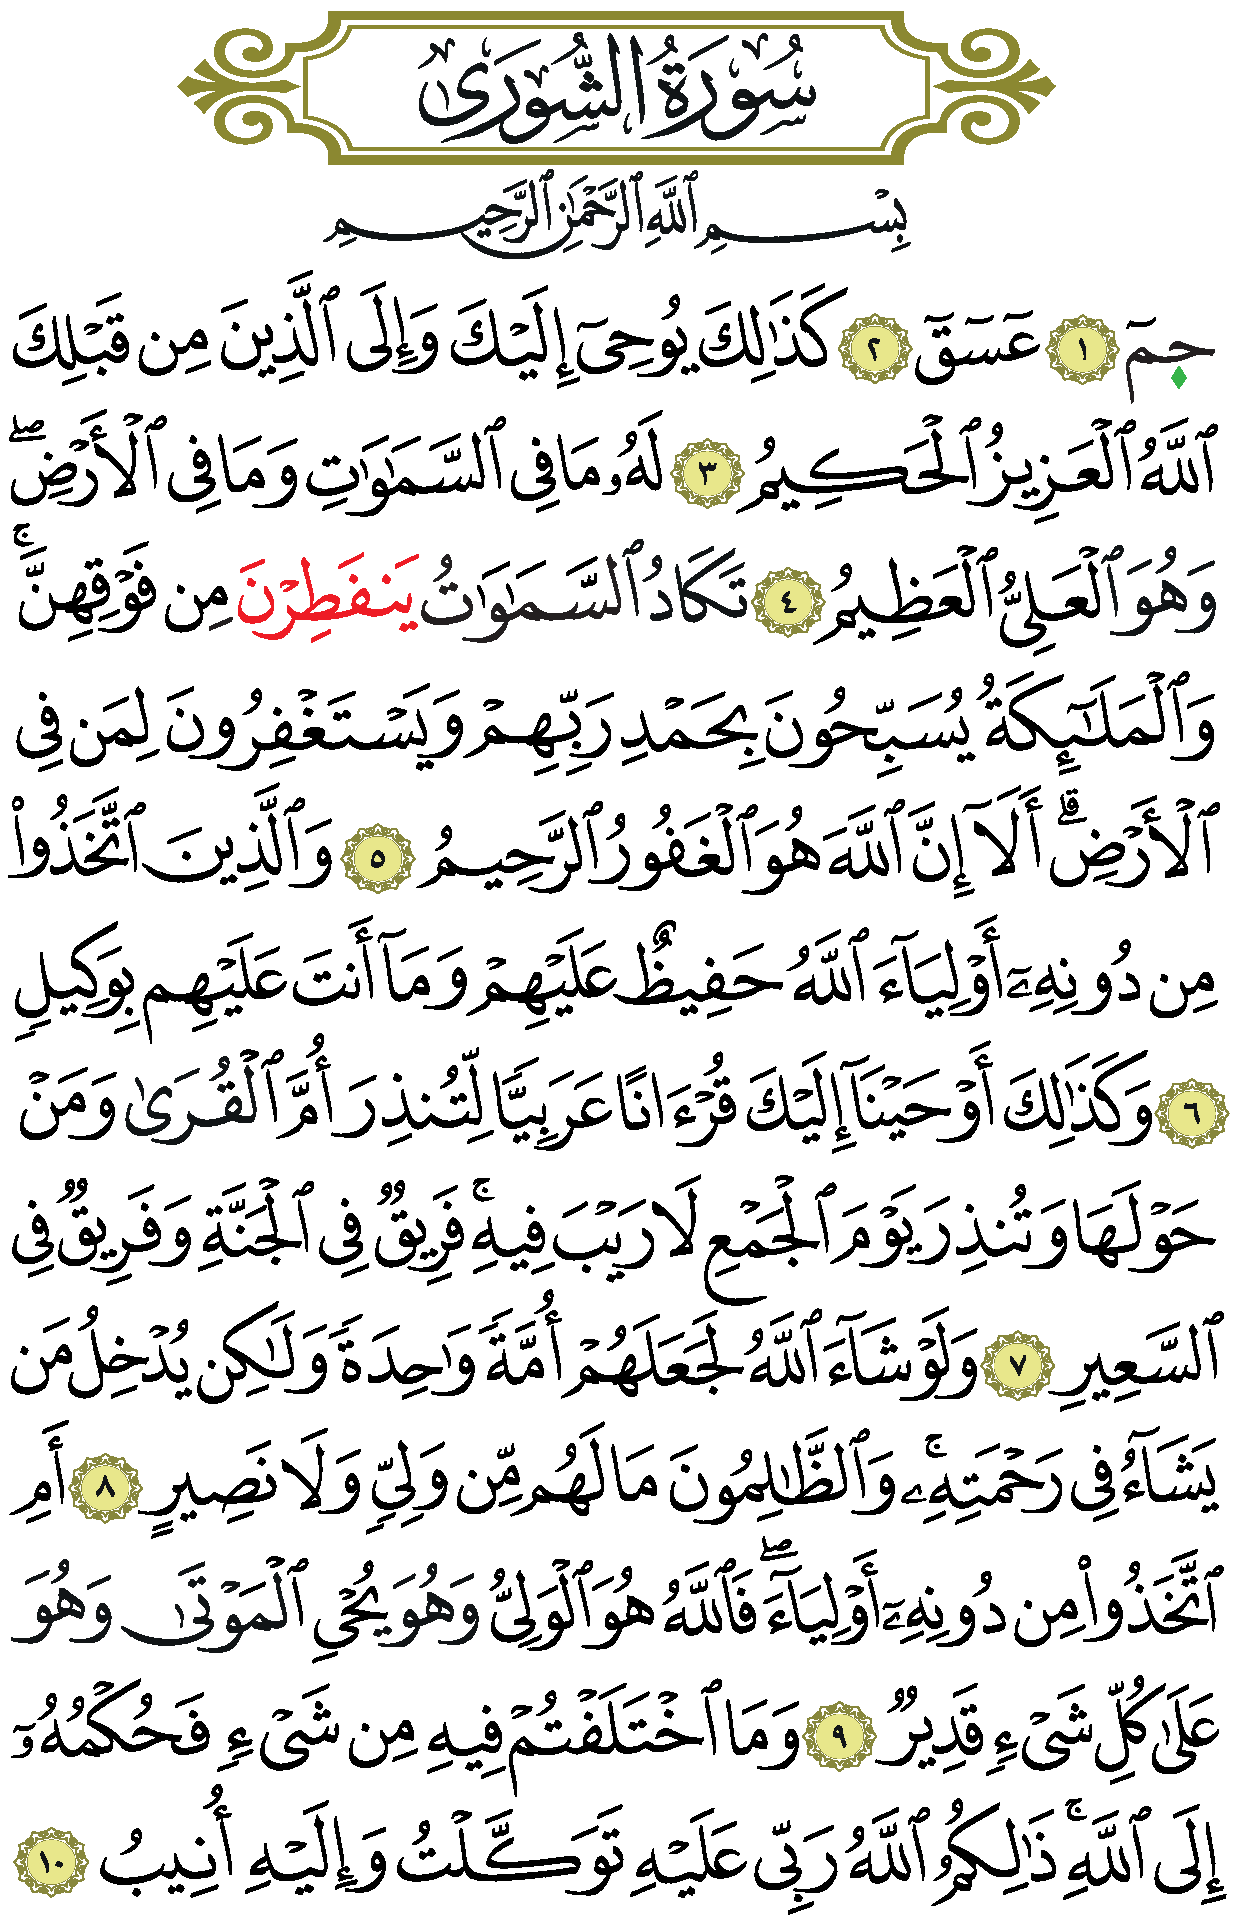 سُورَةُ الشُّورَىٰ
بِسْمِ ٱللَّهِ ٱلرَّحْمَٰنِ ٱلرَّحِيمِ
حمٓ ١ عٓسٓقٓ ٢ كَذَٰلِكَ يُوحِىٓ إِلَيْكَ وَإِلَى ٱلَّذِينَ مِن قَبْلِكَ
ٱللَّهُ ٱلْعَزِيزُ ٱلْحَكِيمُ ٣ لَهُۥ مَا فِى ٱلسَّمَٰوَٰتِ وَمَا فِى ٱلْأَرْضِۖ
وَهُوَ ٱلْعَلِىُّ ٱلْعَظِيمُ ٤ تَكَادُ ٱلسَّمَٰوَٰتُ يَنفَطِرْنَ مِن فَوْقِهِنَّۚ
وَٱلْمَلَٰٓئِكَةُ يُسَبِّحُونَ بِحَمْدِ رَبِّهِمْ وَيَسْتَغْفِرُونَ لِمَن فِى
ٱلْأَرْضِۗ أَلَآ إِنَّ ٱللَّهَ هُوَ ٱلْغَفُورُ ٱلرَّحِيمُ ٥ وَٱلَّذِينَ ٱتَّخَذُوا۟
مِن دُونِهِۦٓ أَوْلِيَآءَ ٱللَّهُ حَفِيظٌ عَلَيْهِمْ وَمَآ أَنتَ عَلَيْهِم بِوَكِيلٍ
٦ وَكَذَٰلِكَ أَوْحَيْنَآ إِلَيْكَ قُرْءَانًا عَرَبِيًّا لِّتُنذِرَ أُمَّ ٱلْقُرَىٰ وَمَنْ
حَوْلَهَا وَتُنذِرَ يَوْمَ ٱلْجَمْعِ لَا رَيْبَ فِيهِۚ فَرِيقٌ فِى ٱلْجَنَّةِ وَفَرِيقٌ فِى
ٱلسَّعِيرِ ٧ وَلَوْ شَآءَ ٱللَّهُ لَجَعَلَهُمْ أُمَّةً وَٰحِدَةً وَلَٰكِن يُدْخِلُ مَن
يَشَآءُ فِى رَحْمَتِهِۦۚ وَٱلظَّٰلِمُونَ مَا لَهُم مِّن وَلِىٍّ وَلَا نَصِيرٍ ٨ أَمِ
ٱتَّخَذُوا۟ مِن دُونِهِۦٓ أَوْلِيَآءَۖ فَٱللَّهُ هُوَ ٱلْوَلِىُّ وَهُوَ يُحْىِ ٱلْمَوْتَىٰ وَهُوَ
عَلَىٰ كُلِّ شَىْءٍ قَدِيرٌ ٩ وَمَا ٱخْتَلَفْتُمْ فِيهِ مِن شَىْءٍ فَحُكْمُهُۥٓ
إِلَى ٱللَّهِۚ ذَٰلِكُمُ ٱللَّهُ رَبِّى عَلَيْهِ تَوَكَّلْتُ وَإِلَيْهِ أُنِيبُ ١٠